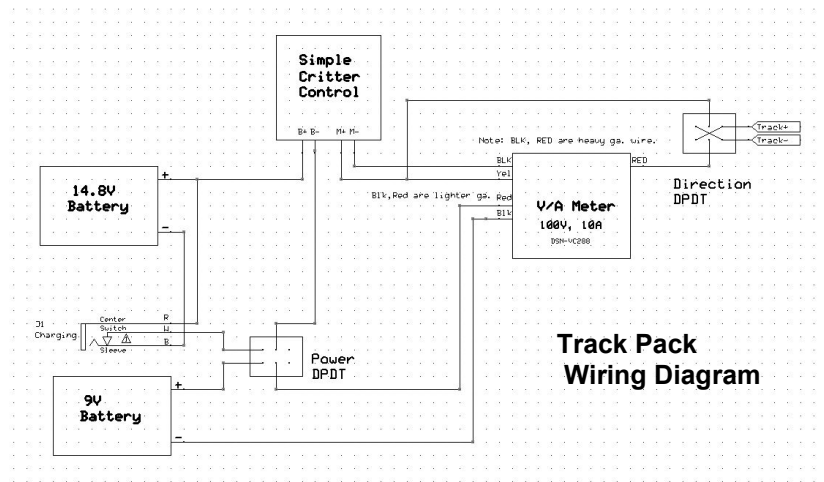 Simple
Critter
Control
B+ B- M+ M-
Note: BLK, RED are heavy ga. wire.
Track+
Track-
BLK
RED
Yel
Direction
DPDT
14.8V
Battery
+
-
Blk,Red are lighter ga. Red
Blk
V/A Meter
100V, 10A
DSN-VC288
J1
Charging
Center
R
Switch
W
B
Sleeve
Power
DPDT
Track Pack
Wiring Diagram
9V
Battery
+
-